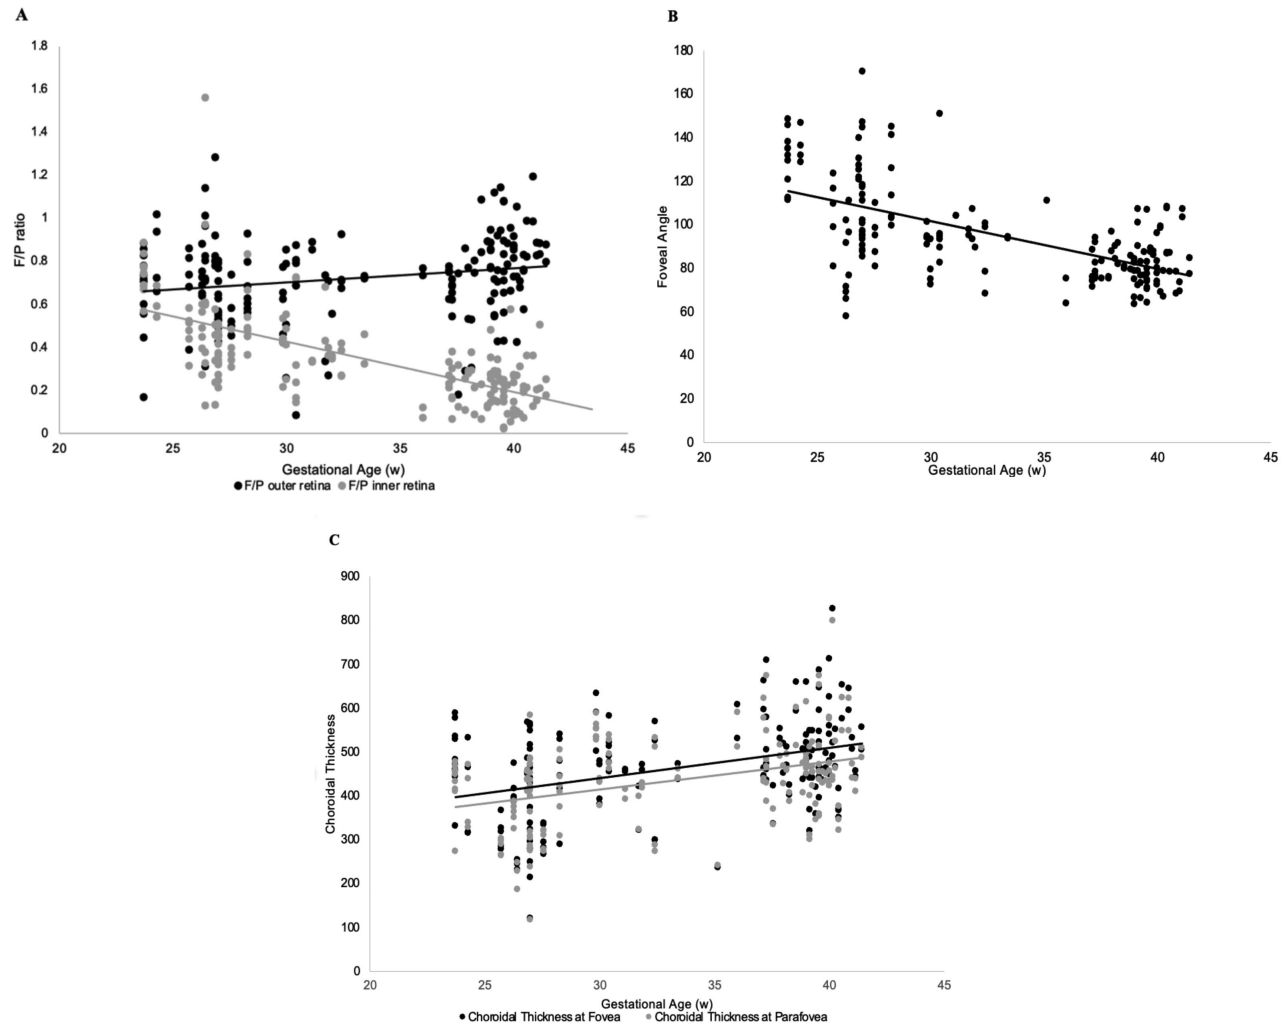 A
1.8
1.6
1.4
1.2
1
0.8
0.6
0.4
0.2
0
F/P ratio
20 25 30 35 40 45
Gestational Age (w)
F/P outer retina F/P inner retina
B
180
160
140
120
100
80
60
40
20
0
Foveal Angle
20 25 30 35 40 45
Gestational Age (w)
C
900
800
700
600
500
400
300
200
100
0
Choroidal Thickness
20 25 30 35 40 45
Gestational Age (w)
Choroidal Thickness at Fovea Choroidal Thickness at Parafovea